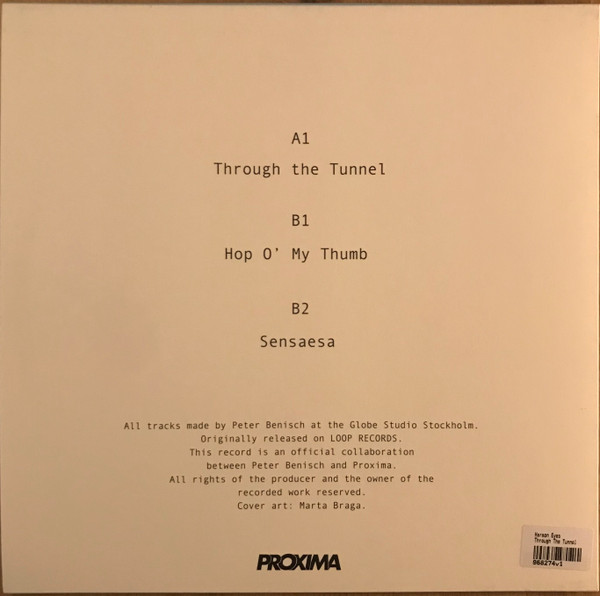 A1
Through the Tunnel
B1
Hop O' My Thumb
B2
Sensaesa
All tracks made by Peter Benisch at the Globe Studio Stockholm.
Originally released on LOOP RECORDS.
This record is an official collaboration
between Peter Benisch and Proxima.
All rights of the producer and the owner of the
recorded work reserved.
Cover art: Marta Braga.
PROXIMA
Eyes
Through The Tunnel
868274v1